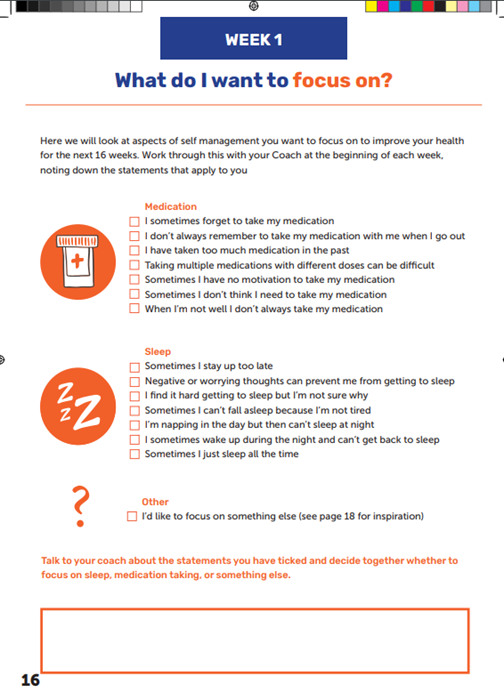 WEEK 1
What do I want to focus on?
Here we will look at aspects of self management you want to focus on to improve your health
for the next 16 weeks. Work through this with your Coach at the beginning of each week,
noting down the statements that apply to you
Medication
I sometimes forget to take my medication
I don't always remember to take my medication with me when I go out
I have taken too much medication in the past
Taking multiple medications with different doses can be difficult
Sometimes I have no motivation to take my medication
Sometimes I don't think I need to take my medication
When I'm not well I don't always take my medication
Sleep
Sometimes I stay up too late
Negative or worrying thoughts can prevent me from getting to sleep
I find it hard getting to sleep but I'm not sure why
Sometimes I can't fall asleep because I'm not tired
I'm napping in the day but then can't sleep at night
I sometimes wake up during the night and can't get back to sleep
Sometimes I just sleep all the time
z
z
Z
?
Other
I'd like to focus on something else (see page 18 for inspiration)
Talk to your coach about the statements you have ticked and decide together whether to
focus on sleep, medication taking, or something else.
16